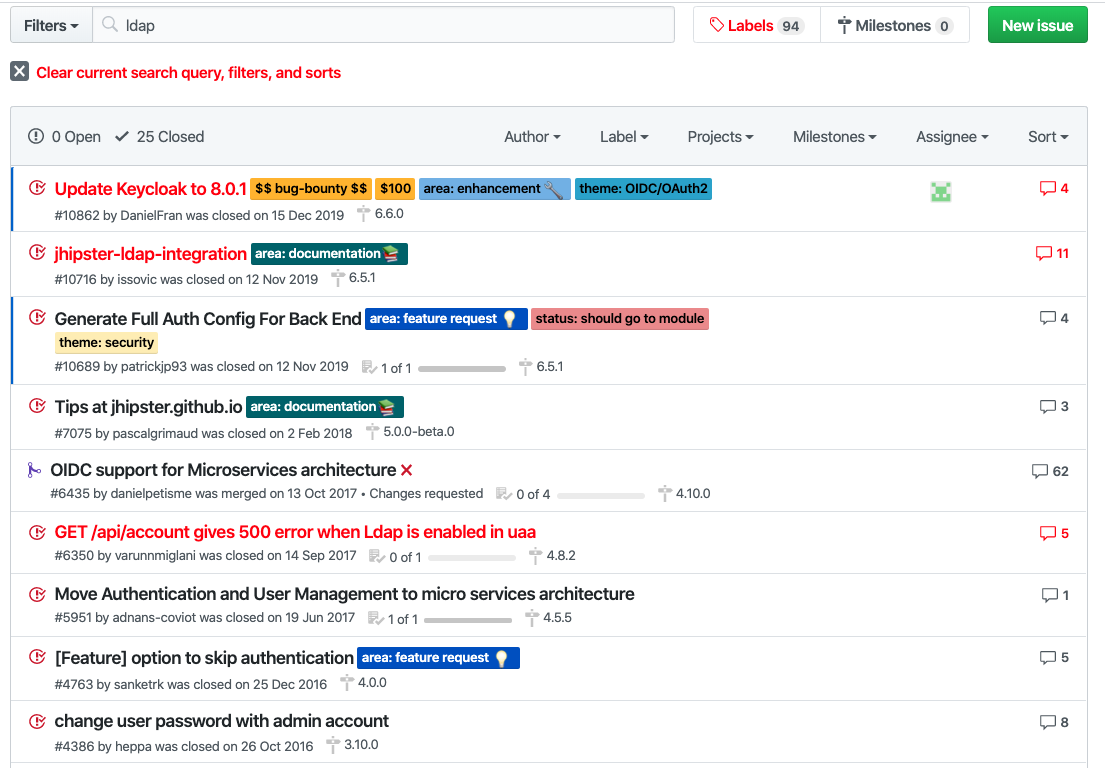 Filters ldap Labels 94 Milestones 0 New issue
Clear current search query, filters, and sorts
0 Open 25 Closed Author Label Projects Milestones Assignee Sort
Update Keycloak to 8.0.1 $$ bug-bounty $$ $100 area: enhancement theme: OIDC/OAuth2 4
#10862 by DanielFran was closed on 15 Dec 2019 6.6.0
jhipster-ldap-integration area: documentation 11
#10716 by issovic was closed on 12 Nov 2019 6.5.1
Generate Full Auth Config For Back End area: feature request status: should go to module 4
theme: security
#10689 by patrickjp93 was closed on 12 Nov 2019 1 of 1 6.5.1
Tips at jhipster.github.io area: documentation 3
#7075 by pascalgrimaud was closed on 2 Feb 2018 5.0.0-beta.0
OIDC support for Microservices architecture 62
#6435 by danielpetisme was merged on 13 Oct 2017 • Changes requested 0 of 4 4.10.0
GET /api/account gives 500 error when Ldap is enabled in uaa 5
#6350 by varunnmiglani was closed on 14 Sep 2017 0 of 1 4.8.2
Move Authentication and User Management to micro services architecture 1
#5951 by adnans-coviot was closed on 19 Jun 2017 1 of 1 4.5.5
[Feature] option to skip authentication area: feature request 5
#4763 by sanketrk was closed on 25 Dec 2016 4.0.0
change user password with admin account 8
#4386 by heppa was closed on 26 Oct 2016 3.10.0